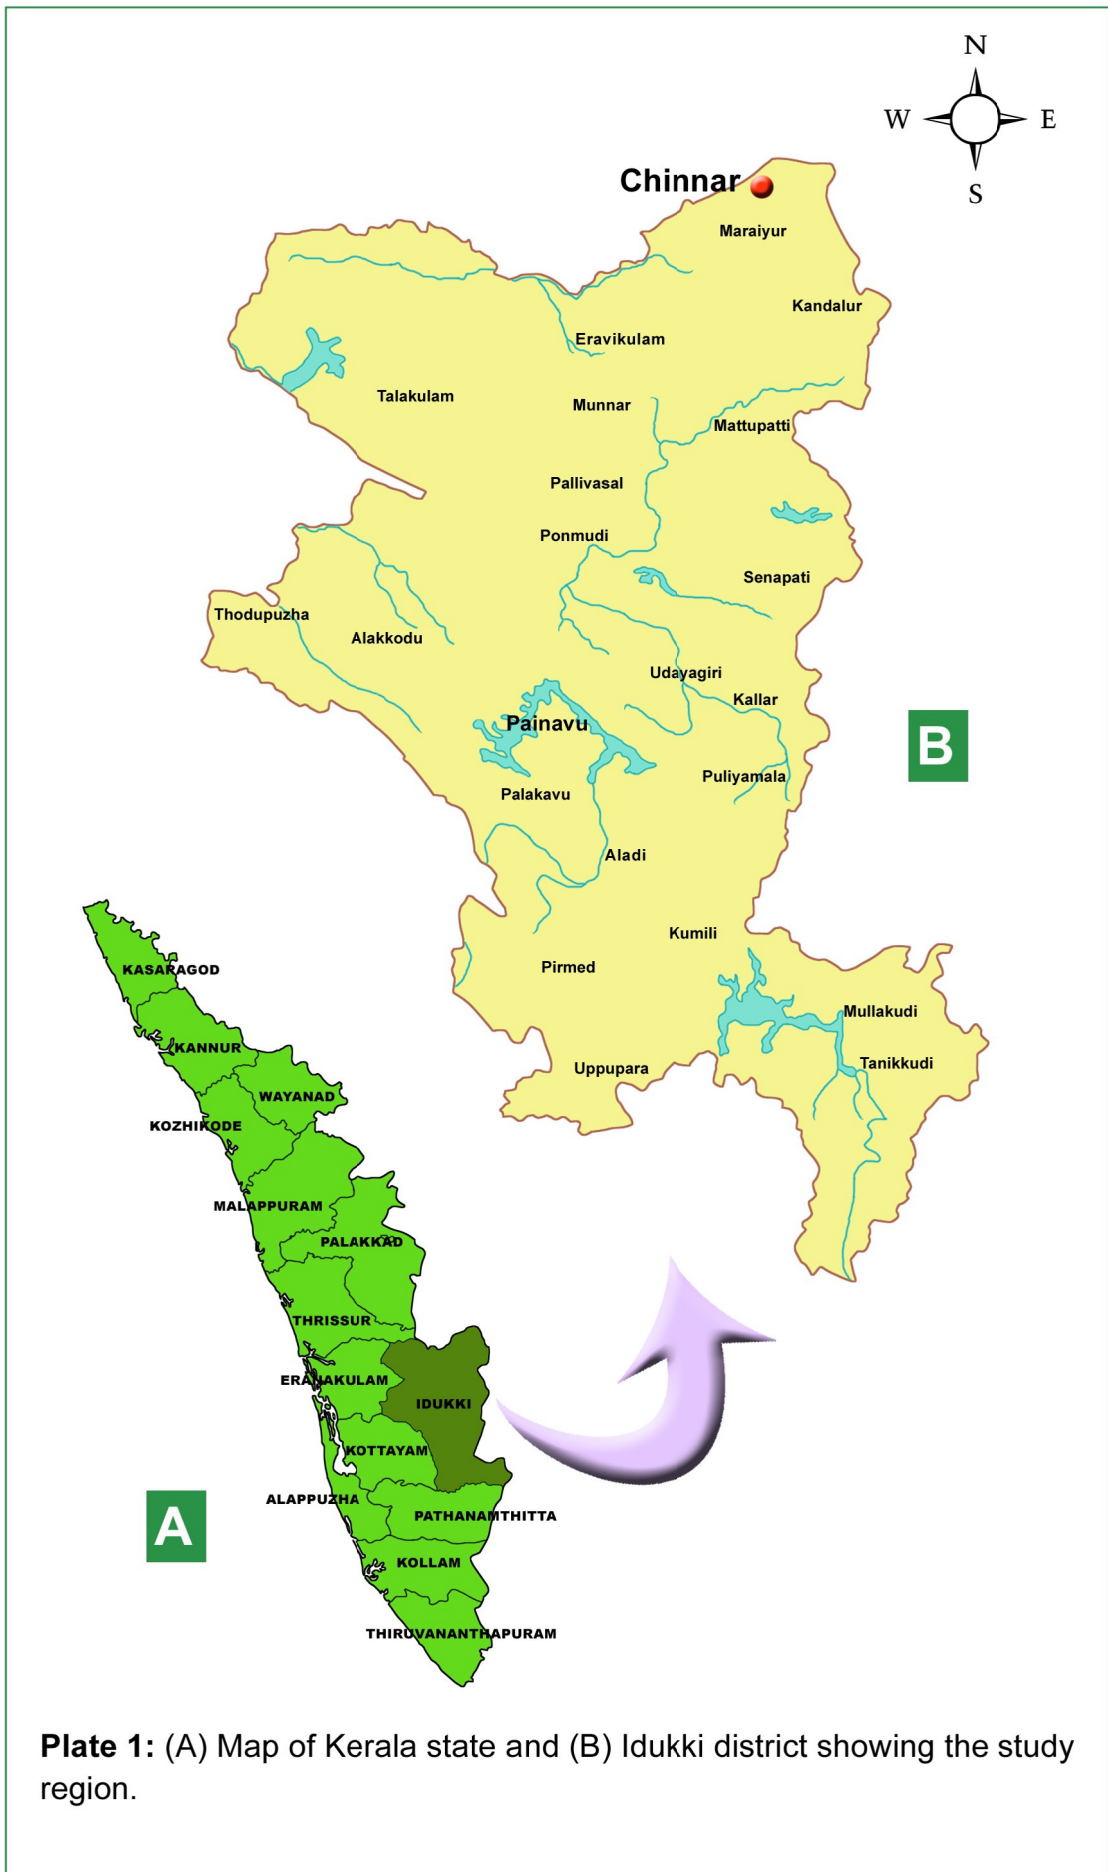 N
W E
S
Chinnar
Maraiyur
Kandalur
Eravikulam
Talakulam
Munnar
Mattupatti
Pallivasal
Ponmudi
Senapati
Thodupuzha
Alakkodu
Udayagiri
Kallar
Painavu
B
Puliyamala
Palakavu
Aladi
Kumili
Pirmed
Mullakudi
Tanikkudi
Uppupara
KASARAGOD
KANNUR
WAYANAD
KOZHIKODE
MALAPPURAM
PALAKKAD
THRISSUR
ERANAKULAM
IDUKKI
KOTTAYAM
ALAPPUZHA
A
PATHANAMTHITTA
KOLLAM
THIRUVANANTHAPURAM
Plate 1: (A) Map of Kerala state and (B) Idukki district showing the study
region.